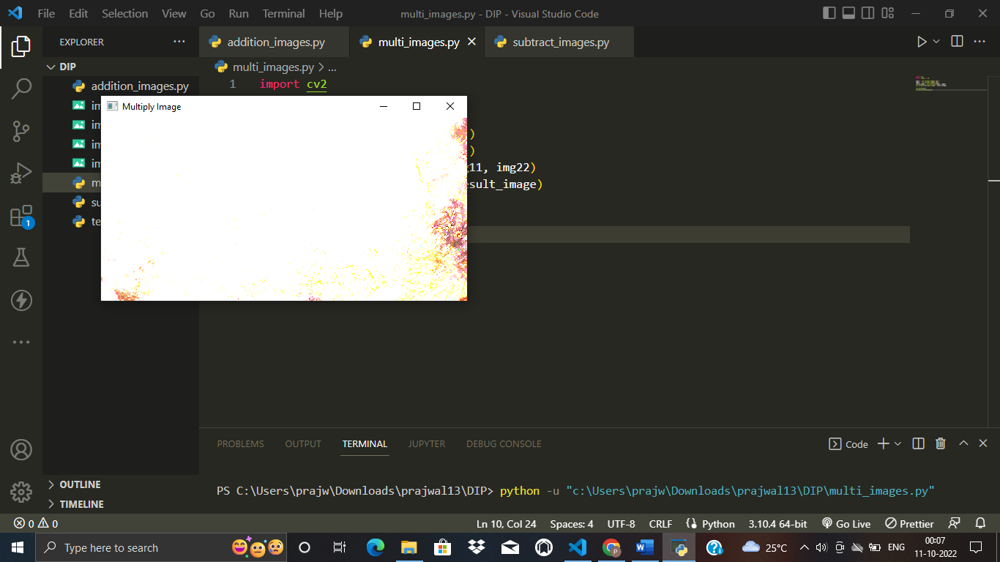 File Edit Selection View Go Run Terminal Help multi_images.py - DIP - Visual Studio Code
EXPLORER
addition_images.py multi_images.py subtract_images.py
DIP
multi_images.py > ...
addition_images.py
1 import cv2
im
Multiply Image
im
)
im
)
im
11, img22)
m
sult_image)
su
te
1
PROBLEMS OUTPUT TERMINAL JUPYTER DEBUG CONSOLE
Code
OUTLINE
PS C:\Users\prajw\Downloads\prajwal13\DIP> python -u "c:\Users\prajw\Downloads\prajwal13\DIP\multi_images.py"
TIMELINE
0 0 Ln 10, Col 24 Spaces: 4 UTF-8 CRLF Python 3.10.4 64-bit Go Live Prettier
Type here to search
25°C ENG
00:07
11-10-2022